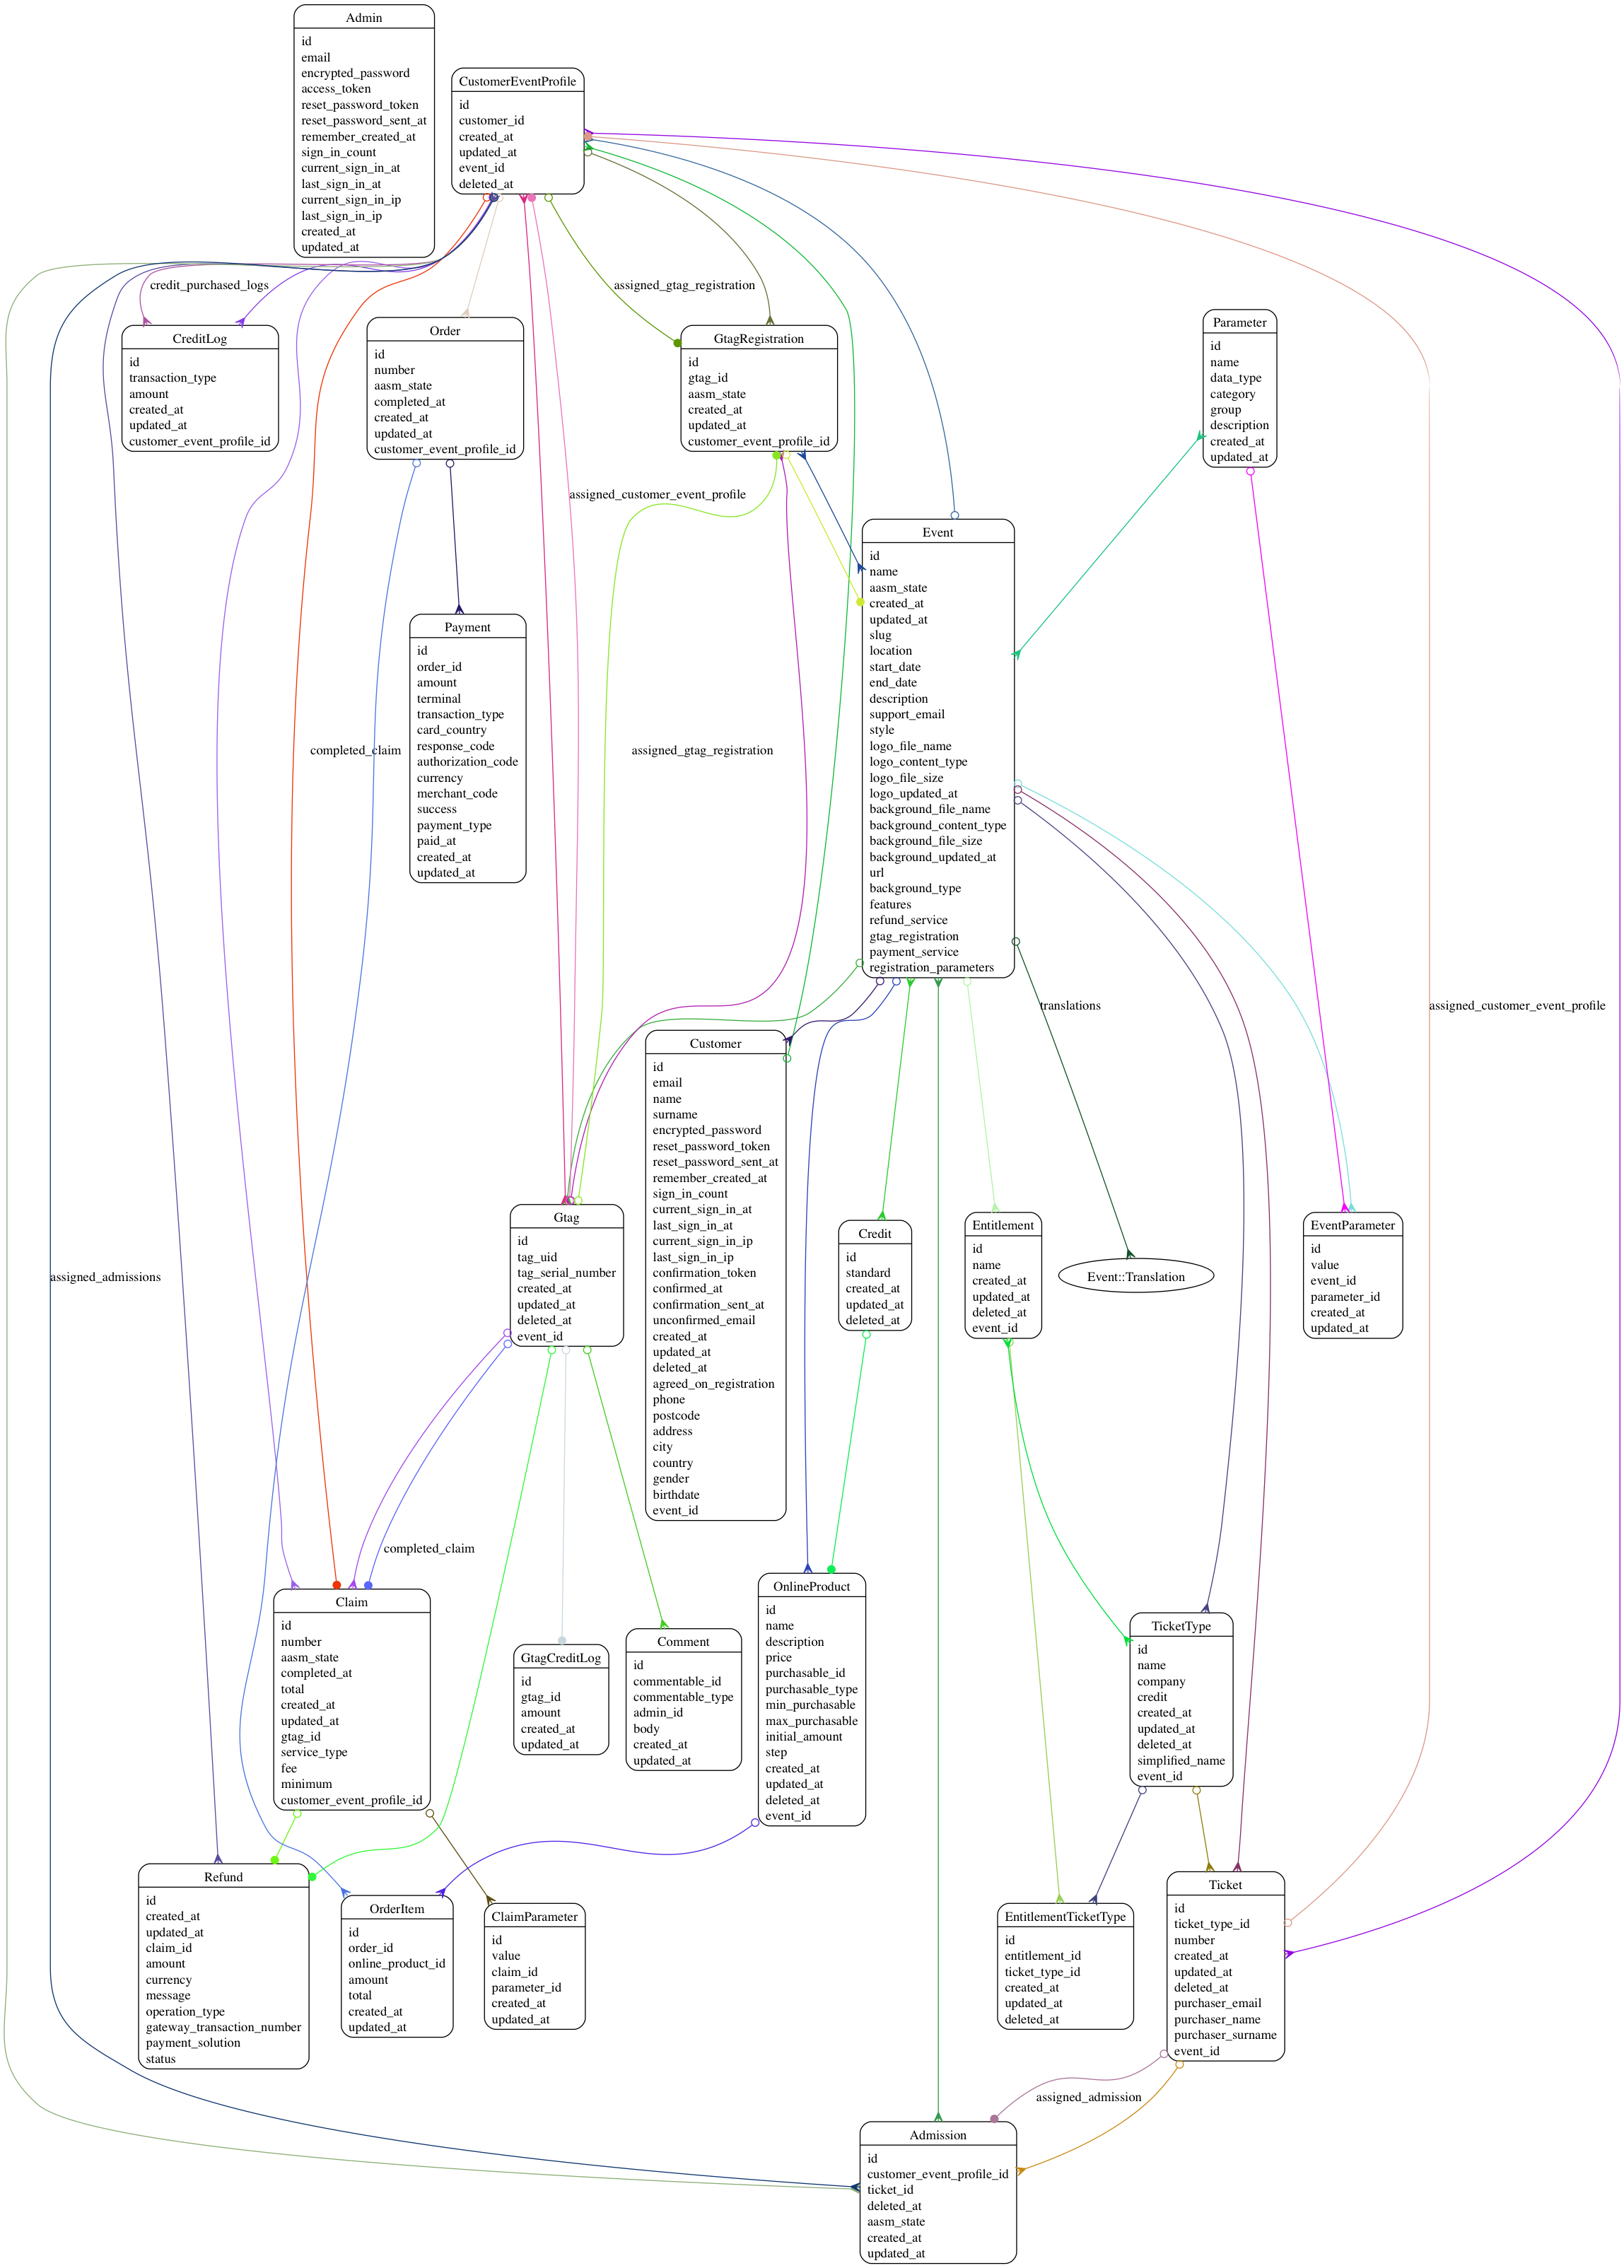 Admin
id
email
encrypted_password
access_token
reset_password_token
reset_password_sent_at
remember_created_at
sign_in_count
current_sign_in_at
last_sign_in_at
current_sign_in_ip
last_sign_in_ip
created_at
updated_at
CustomerEventProfile
id
customer_id
created_at
updated_at
event_id
deleted_at
credit_purchased_logs
assigned_gtag_registration
CreditLog
id
transaction_type
amount
created_at
updated_at
customer_event_profile_id
Order
id
number
aasm_state
completed_at
created_at
updated_at
customer_event_profile_id
GtagRegistration
id
gtag_id
aasm_state
created_at
updated_at
customer_event_profile_id
Parameter
id
name
data_type
category
group
description
created_at
updated_at
assigned_customer_event_profile
Event
id
name
aasm_state
created_at
updated_at
slug
location
start_date
end_date
description
support_email
style
logo_file_name
logo_content_type
logo_file_size
logo_updated_at
background_file_name
background_content_type
background_file_size
background_updated_at
url
background_type
features
refund_service
gtag_registration
payment_service
registration_parameters
Payment
id
order_id
amount
terminal
transaction_type
card_country
response_code
authorization_code
currency
merchant_code
success
payment_type
paid_at
created_at
updated_at
completed_claim
assigned_gtag_registration
translations
assigned_customer_event_profile
Customer
id
email
name
surname
encrypted_password
reset_password_token
reset_password_sent_at
remember_created_at
sign_in_count
current_sign_in_at
last_sign_in_at
current_sign_in_ip
last_sign_in_ip
confirmation_token
confirmed_at
confirmation_sent_at
unconfirmed_email
created_at
updated_at
deleted_at
agreed_on_registration
phone
postcode
address
city
country
gender
birthdate
event_id
assigned_admissions
Gtag
id
tag_uid
tag_serial_number
created_at
updated_at
deleted_at
event_id
Credit
id
standard
created_at
updated_at
deleted_at
Entitlement
id
name
created_at
updated_at
deleted_at
event_id
Event::Translation
EventParameter
id
value
event_id
parameter_id
created_at
updated_at
completed_claim
Claim
id
number
aasm_state
completed_at
total
created_at
updated_at
gtag_id
service_type
fee
minimum
customer_event_profile_id
GtagCreditLog
id
gtag_id
amount
created_at
updated_at
Comment
id
commentable_id
commentable_type
admin_id
body
created_at
updated_at
OnlineProduct
id
name
description
price
purchasable_id
purchasable_type
min_purchasable
max_purchasable
initial_amount
step
created_at
updated_at
deleted_at
event_id
TicketType
id
name
company
credit
created_at
updated_at
deleted_at
simplified_name
event_id
Refund
id
created_at
updated_at
claim_id
amount
currency
message
operation_type
gateway_transaction_number
payment_solution
status
OrderItem
id
order_id
online_product_id
amount
total
created_at
updated_at
ClaimParameter
id
value
claim_id
parameter_id
created_at
updated_at
EntitlementTicketType
id
entitlement_id
ticket_type_id
created_at
updated_at
deleted_at
Ticket
id
ticket_type_id
number
created_at
updated_at
deleted_at
purchaser_email
purchaser_name
purchaser_surname
event_id
assigned_admission
Admission
id
customer_event_profile_id
ticket_id
deleted_at
aasm_state
created_at
updated_at